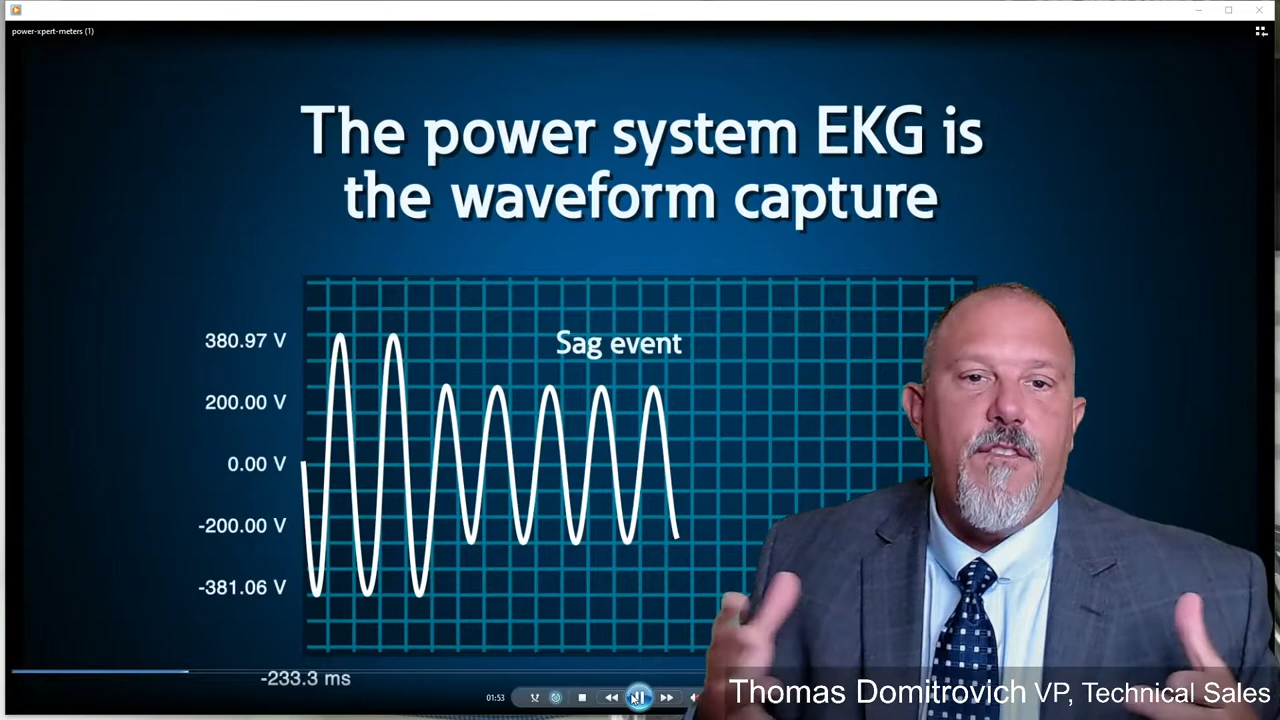 power-xpert-meters (1)
The power system EKG is
the waveform capture
380.97 V
Sag event
200.00 V
0.00 V
-200.00 V
-381.06 V
-233.3 ms
01:53
Thomas Domitrovich VP, Technical Sales